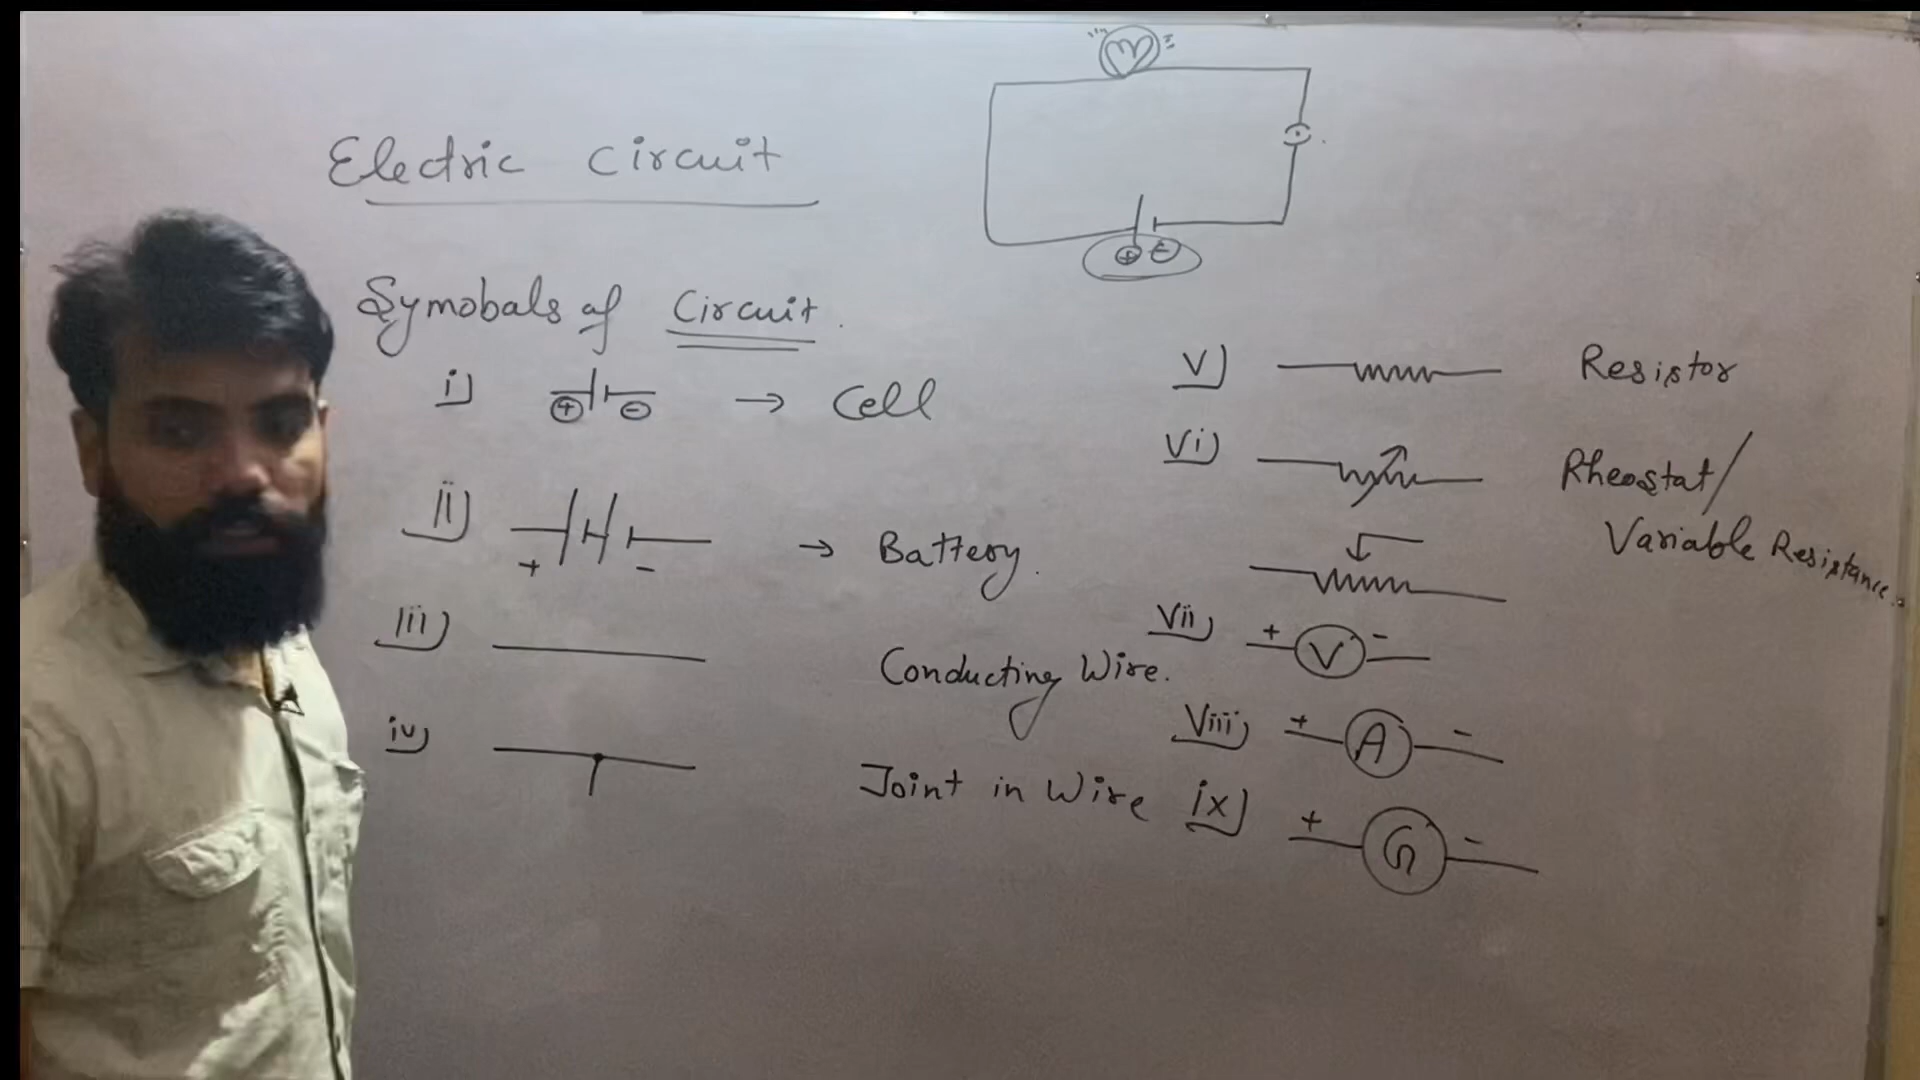 Electric Circuit
+ -
Symobals of Circuit.
i) + - → Cell
ii) + - → Battery.
iii) Conducting Wire.
iv) Joint in Wire
v) Resistor
vi) Rheostat/
Variable Resistance.
vii) + V -
viii) + A -
ix) + G -